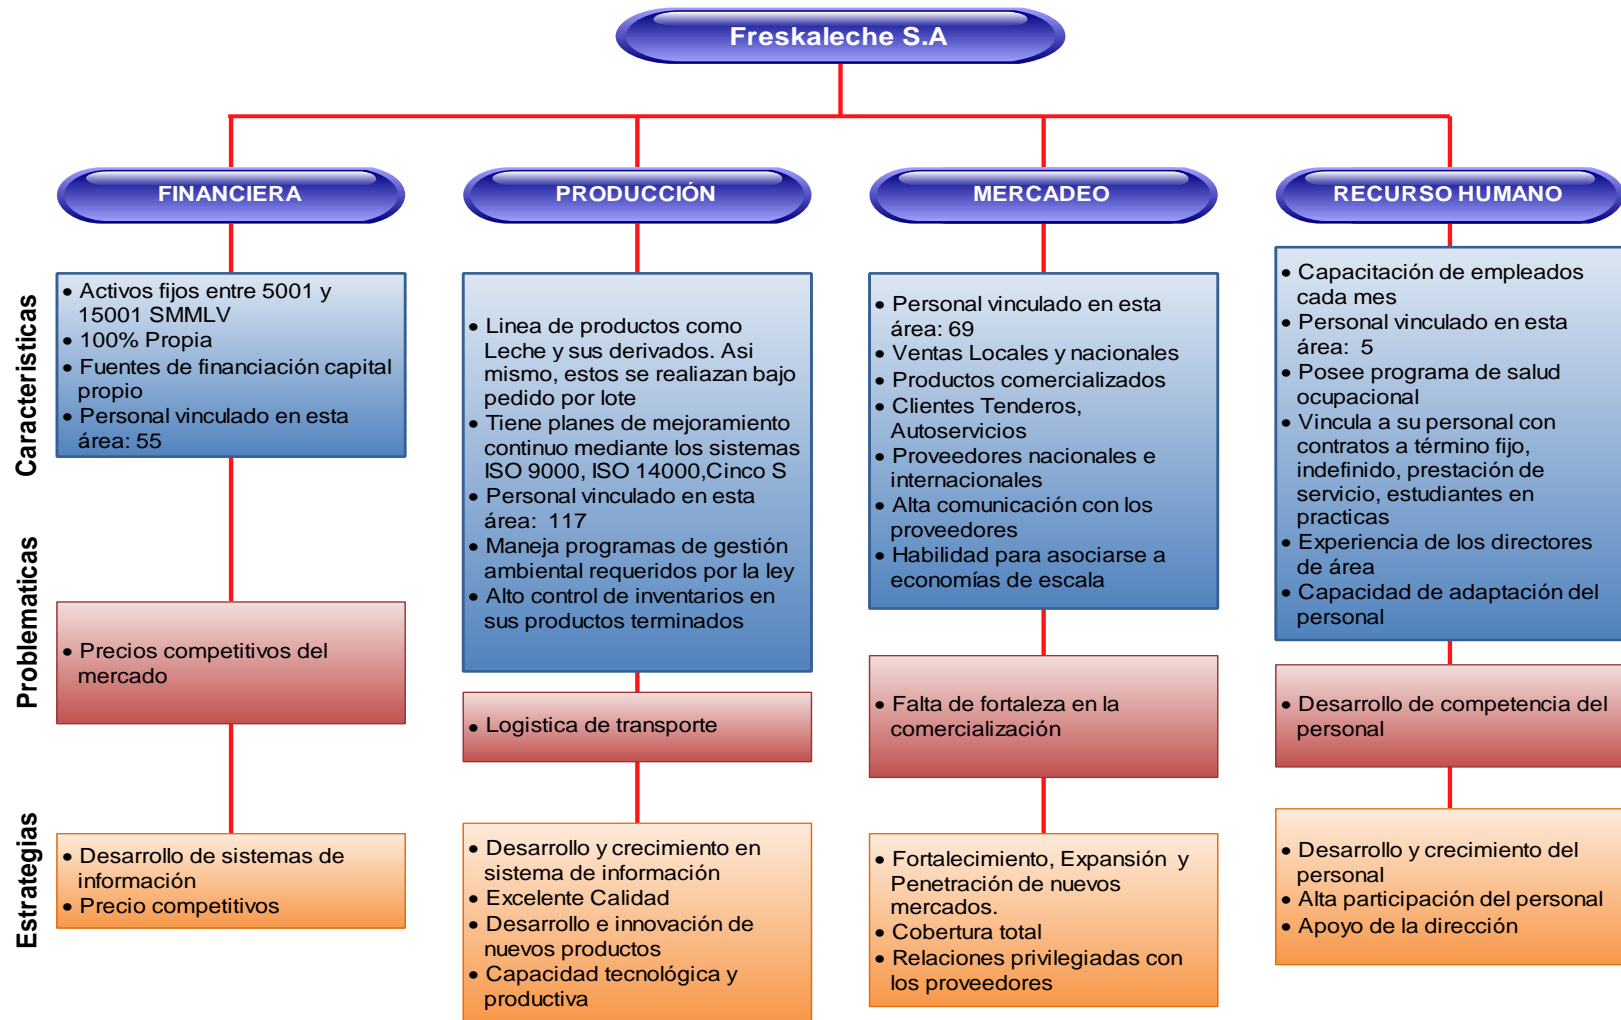 Freskaleche S.A
FINANCIERA
PRODUCCIÓN
MERCADEO
RECURSO HUMANO
Caracteristicas
• Activos fijos entre 5001 y
15001 SMMLV
• 100% Propia
• Fuentes de financiación capital
propio
• Personal vinculado en esta
área: 55
• Linea de productos como
Leche y sus derivados. Asi
mismo, estos se realiazan bajo
pedido por lote
• Tiene planes de mejoramiento
continuo mediante los sistemas
ISO 9000, ISO 14000,Cinco S
• Personal vinculado en esta
área: 117
• Maneja programas de gestión
ambiental requeridos por la ley
• Alto control de inventarios en
sus productos terminados
• Personal vinculado en esta
área: 69
• Ventas Locales y nacionales
• Productos comercializados
• Clientes Tenderos,
Autoservicios
• Proveedores nacionales e
internacionales
• Alta comunicación con los
proveedores
• Habilidad para asociarse a
economías de escala
• Capacitación de empleados
cada mes
• Personal vinculado en esta
área: 5
• Posee programa de salud
ocupacional
• Vincula a su personal con
contratos a término fijo,
indefinido, prestación de
servicio, estudiantes en
practicas
• Experiencia de los directores
de área
• Capacidad de adaptación del
personal
Problematicas
• Precios competitivos del
mercado
• Logistica de transporte
• Falta de fortaleza en la
comercialización
• Desarrollo de competencia del
personal
Estrategias
• Desarrollo de sistemas de
información
• Precio competitivos
• Desarrollo y crecimiento en
sistema de información
• Excelente Calidad
• Desarrollo e innovación de
nuevos productos
• Capacidad tecnológica y
productiva
• Fortalecimiento, Expansión y
Penetración de nuevos
mercados.
• Cobertura total
• Relaciones privilegiadas con
los proveedores
• Desarrollo y crecimiento del
personal
• Alta participación del personal
• Apoyo de la dirección